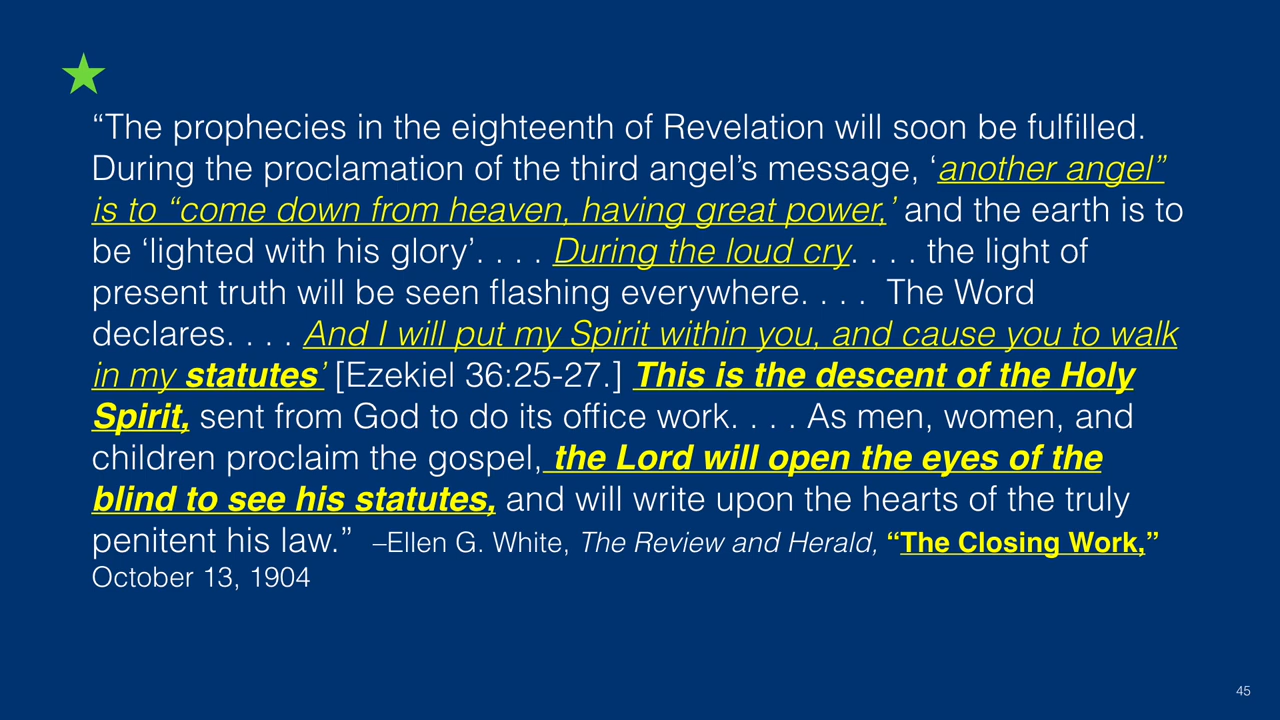 “The prophecies in the eighteenth of Revelation will soon be fulfilled.
During the proclamation of the third angel’s message, ‘another angel”
is to “come down from heaven, having great power,’ and the earth is to
be ‘lighted with his glory’. . . . During the loud cry. . . . the light of
present truth will be seen flashing everywhere. . . .  The Word
declares. . . . And I will put my Spirit within you, and cause you to walk
in my statutes’ [Ezekiel 36:25-27.] This is the descent of the Holy
Spirit, sent from God to do its office work. . . . As men, women, and
children proclaim the gospel, the Lord will open the eyes of the
blind to see his statutes, and will write upon the hearts of the truly
penitent his law.”  –Ellen G. White, The Review and Herald, “The Closing Work,”
October 13, 1904
45